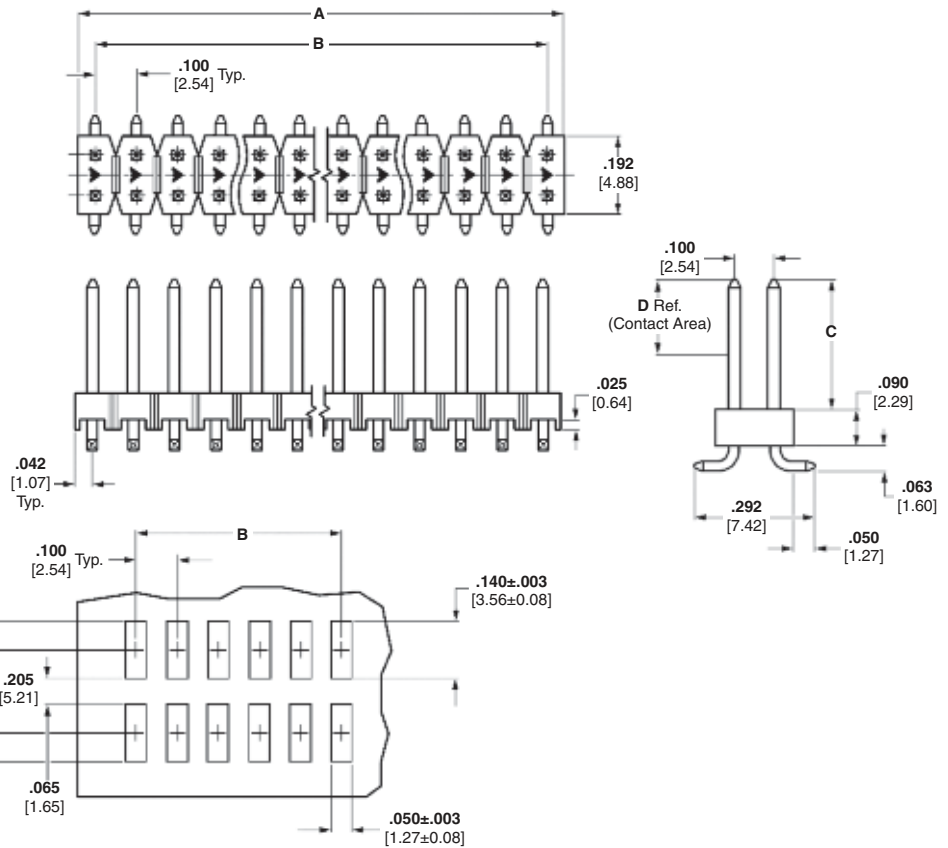 A
B
.100
[2.54] Typ.
.192
[4.88]
.100
[2.54]
D Ref.
(Contact Area)
C
.025
[0.64]
.090
[2.29]
.042
[1.07]
Typ.
.063
[1.60]
.292
[7.42]
.050
[1.27]
B
.100
[2.54] Typ.
.140±.003
[3.56±0.08]
.205
[5.21]
.065
[1.65]
.050±.003
[1.27±0.08]